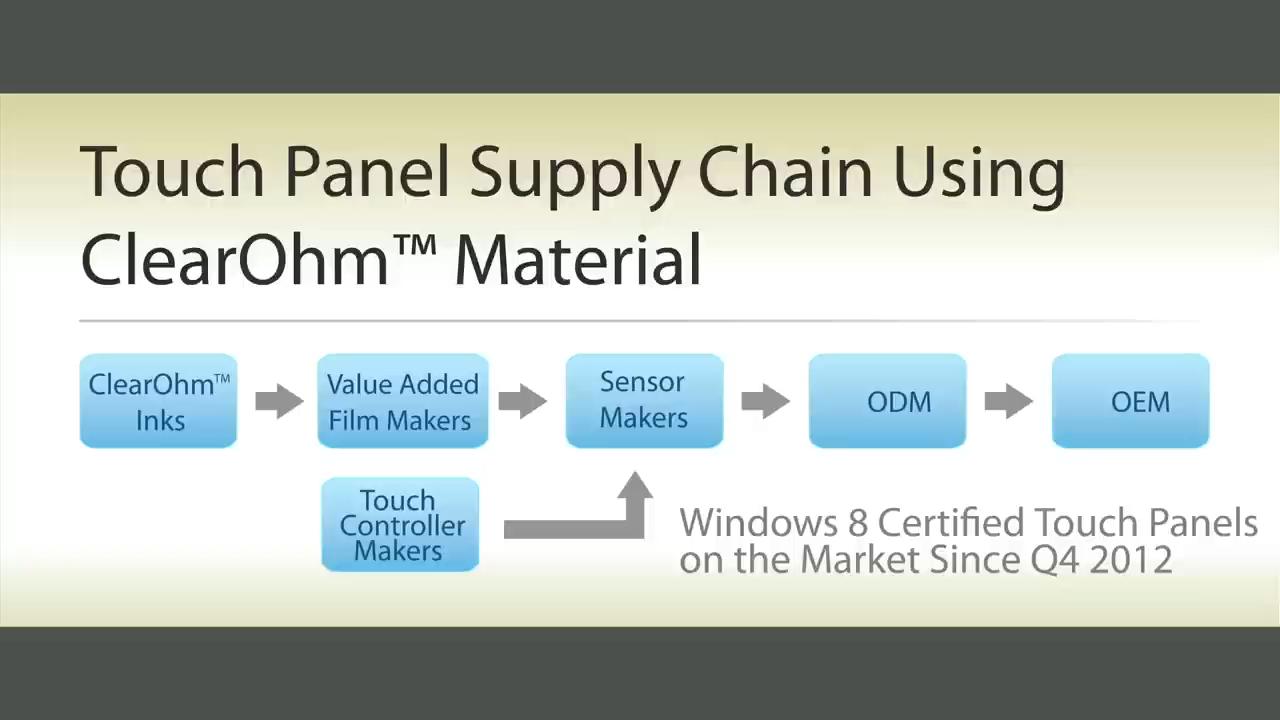 Touch Panel Supply Chain Using
ClearOhm™ Material
ClearOhm™
Inks
Value Added
Film Makers
Sensor
Makers
ODM
OEM
Touch
Controller
Makers
Windows 8 Certified Touch Panels
on the Market Since Q4 2012